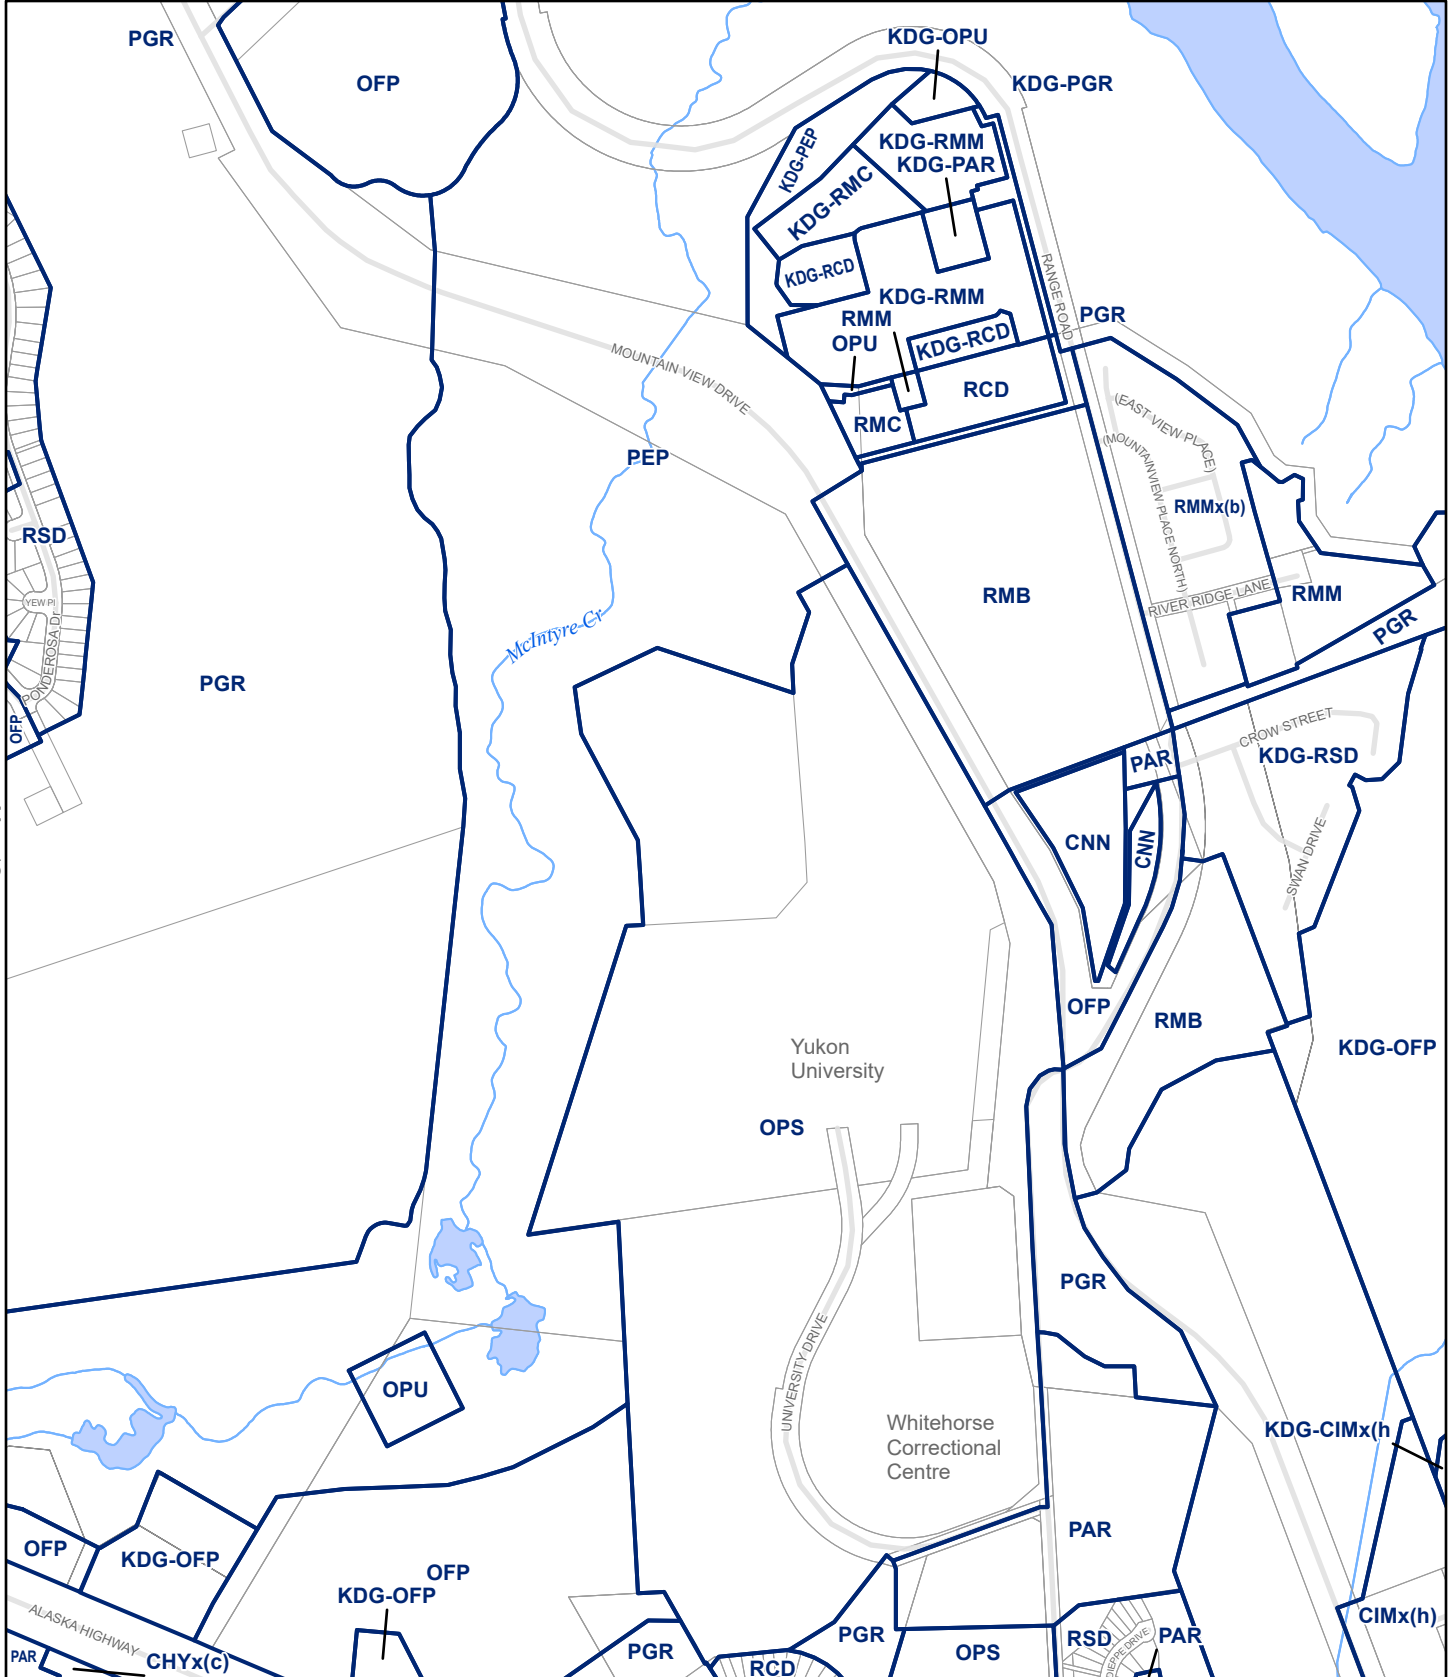 PGR
OFP
KDG-OPU
KDG-PGR
KDG-PEP
KDG-RMM
KDG-PAR
KDG-RMC
KDG-RCD
KDG-RMM
RMM
OPU
KDG-RCD
RCD
RMC
RANGE ROAD
PGR
MOUNTAIN VIEW DRIVE
PEP
(EAST VIEW PLACE)
(MOUNTAINVIEW PLACE NORTH)
RMMx(b)
RSD
YEW Pl
PONDEROSA Dr
OFP
PGR
McIntyre Cr
RMB
RIVER RIDGE LANE
RMM
PGR
CROW STREET
KDG-RSD
PAR
CNN
CNN
SWAN DRIVE
OFP
RMB
KDG-OFP
Yukon
University
OPS
PGR
UNIVERSITY DRIVE
OPU
Whitehorse
Correctional
Centre
KDG-CIMx(h
PAR
OFP
KDG-OFP
OFP
KDG-OFP
ALASKA HIGHWAY
CHYx(c)
PAR
PGR
RCD
PGR
OPS
RSD
DIEPPE DRIVE
PAR
CIMx(h)